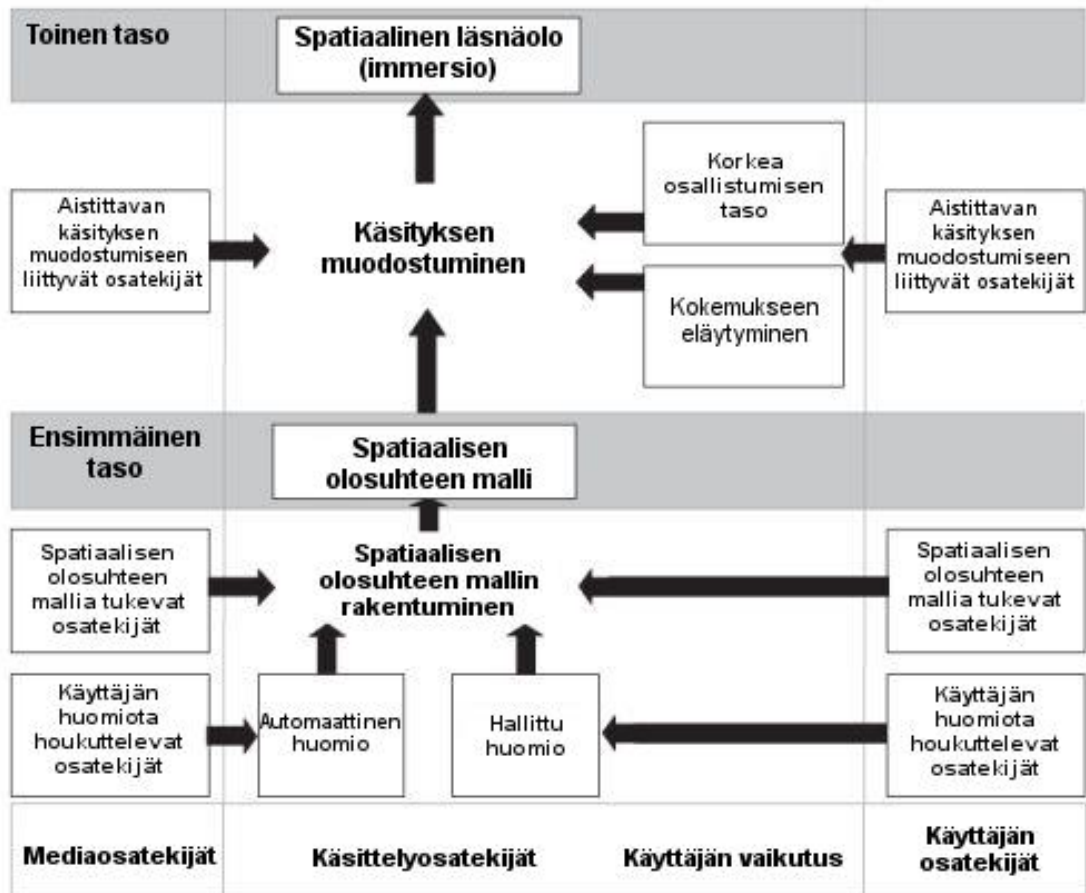 Toinen taso
Spatiaalinen läsnäolo
(immersio)
Aistittavan
käsityksen
muodostumiseen
liittyvät osatekijät
Käsityksen
muodostuminen
Korkea
osallistumisen
taso
Kokemukseen
eläytyminen
Aistittavan
käsityksen
muodostumiseen
liittyvät osatekijät
Ensimmäinen
taso
Spatiaalisen
olosuhteen malli
Spatiaalisen
olosuhteen
mallia tukevat
osatekijät
Spatiaalisen
olosuhteen mallin
rakentuminen
Spatiaalisen
olosuhteen
mallia tukevat
osatekijät
Käyttäjän
huomiota
houkuttelevat
osatekijät
Automaattinen
huomio
Hallittu
huomio
Käyttäjän
huomiota
houkuttelevat
osatekijät
Mediaosatekijät
Käsittelyosatekijät
Käyttäjän vaikutus
Käyttäjän
osatekijät